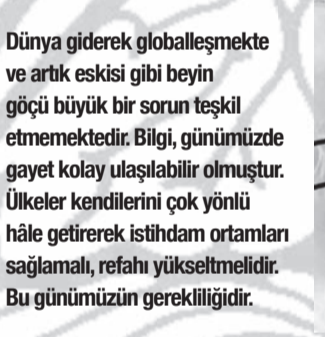 Dünya giderek globalleşmekte
ve artık eskisi gibi beyin
göçü büyük bir sorun teşkil
etmemektedir. Bilgi, günümüzde
gayet kolay ulaşılabilir olmuştur.
Ülkeler kendilerini çok yönlü
hâle getirerek istihdam ortamları
sağlamalı, refahı yükseltmelidir.
Bu günümüzün gerekliliğidir.